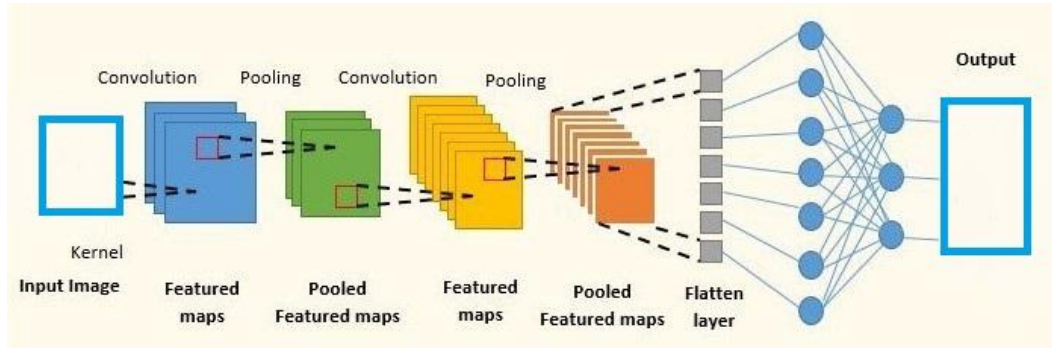 Convolution
Pooling
Convolution
Pooling
Output
Kernel
Input Image
Featured
maps
Pooled
Featured maps
Featured
maps
Pooled
Featured maps
Flatten
layer